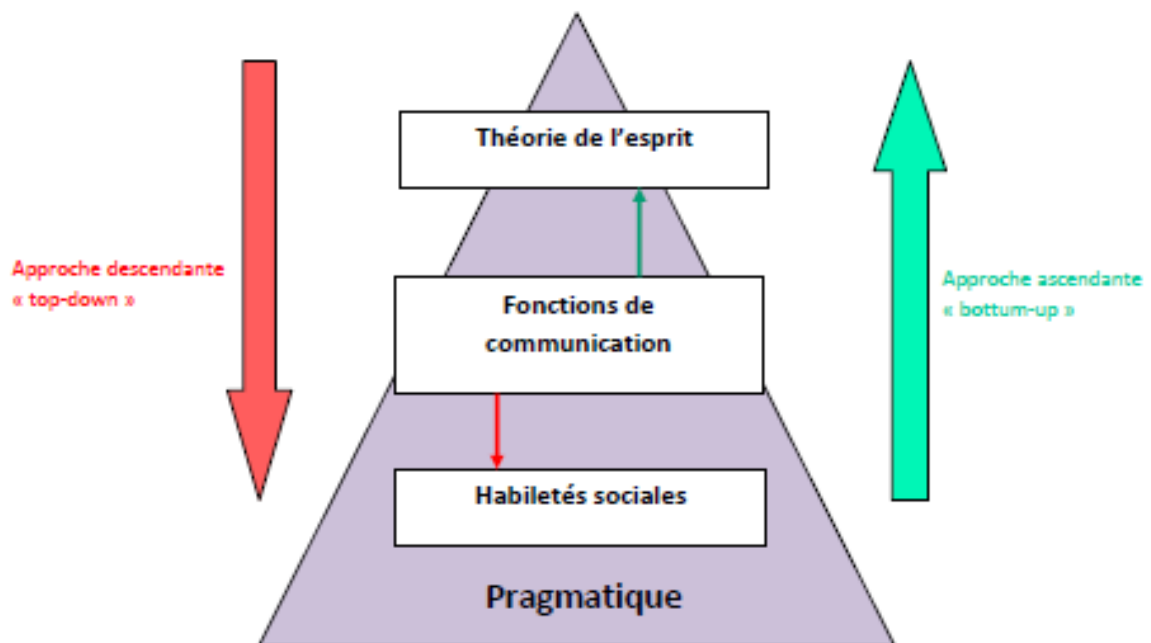 Théorie de l'esprit
Approche descendante
« top-down »
Approche ascendante
« bottum-up »
Fonctions de
communication
Habiletés sociales
Pragmatique